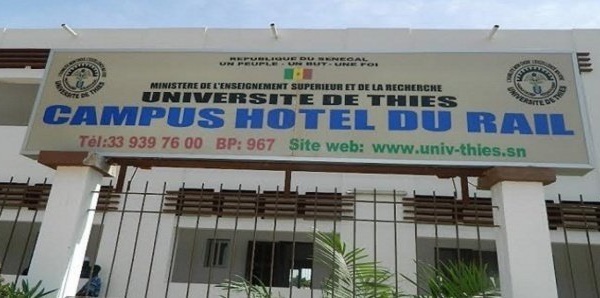 REPUBLIQUE DU SENEGAL
UN PEUPLE - UN BUT - UNE FOI
MINISTERE DE L'ENSEIGNEMENT SUPERIEUR ET DE LA RECHERCHE
UNIVERSITE DE THIES
CAMPUS HOTEL DU RAIL
Tél:33 939 76 00 BP: 967 Site web: www.univ-thies.sn